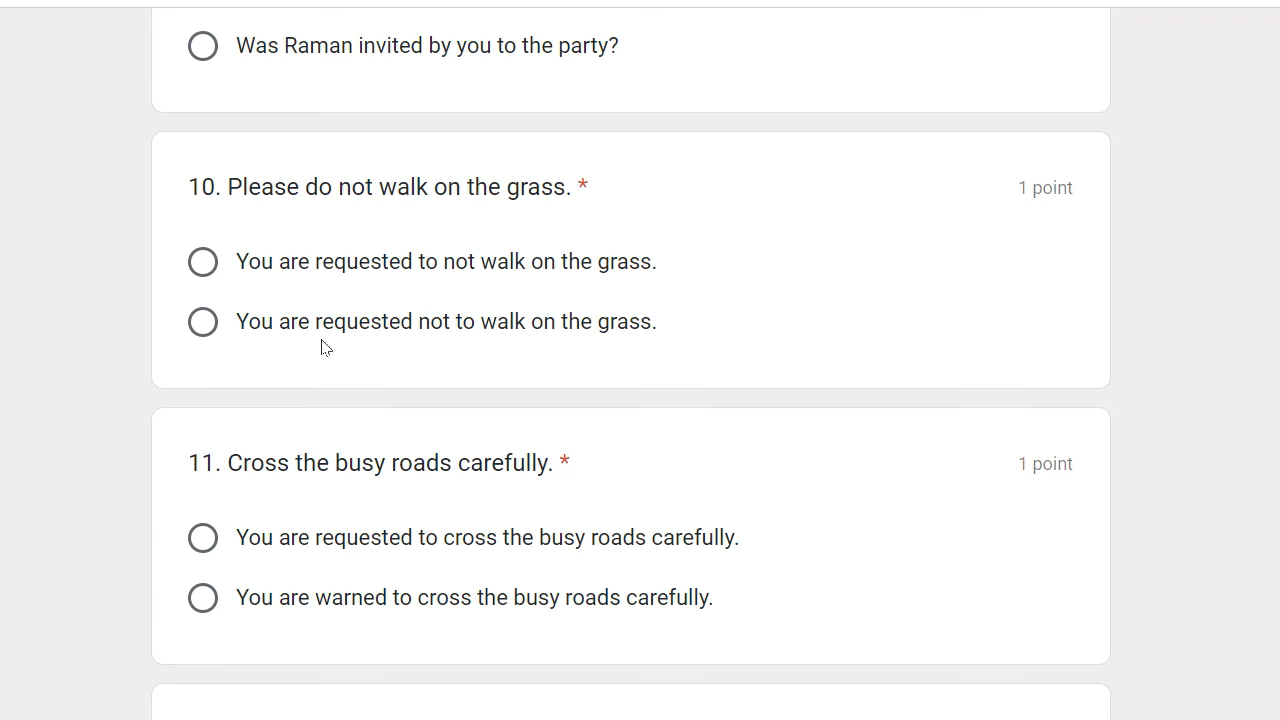 Was Raman invited by you to the party?
10. Please do not walk on the grass. *
1 point
You are requested to not walk on the grass.
You are requested not to walk on the grass.
11. Cross the busy roads carefully. *
1 point
You are requested to cross the busy roads carefully.
You are warned to cross the busy roads carefully.